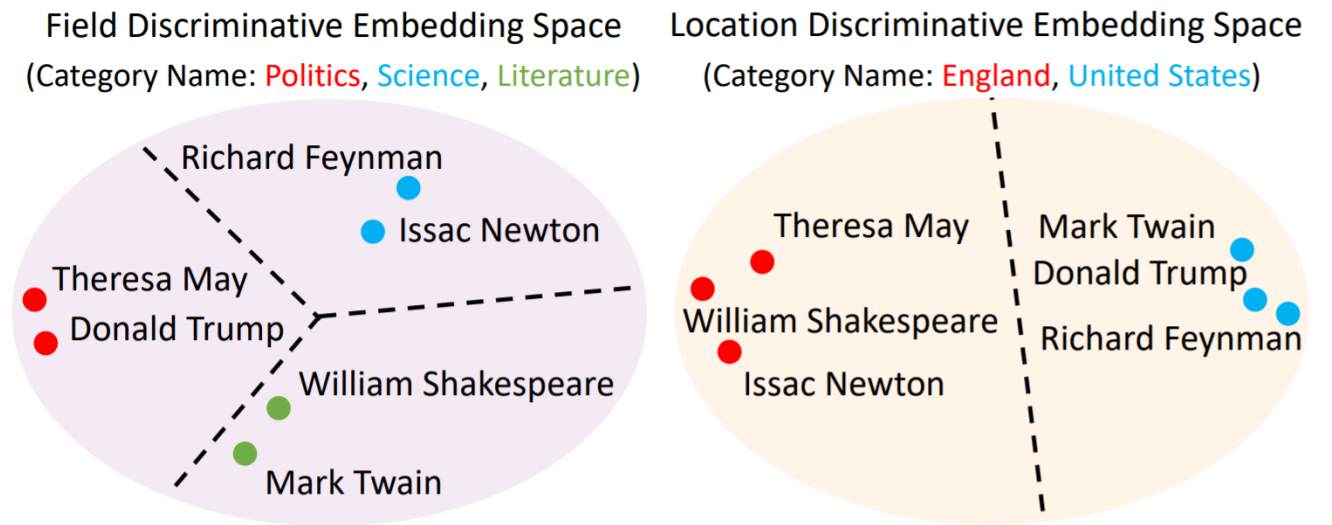 Field Discriminative Embedding Space
(Category Name: Politics, Science, Literature)
Richard Feynman
Issac Newton
Theresa May
Donald Trump
William Shakespeare
Mark Twain
Location Discriminative Embedding Space
(Category Name: England, United States)
Theresa May
William Shakespeare
Issac Newton
Mark Twain
Donald Trump
Richard Feynman